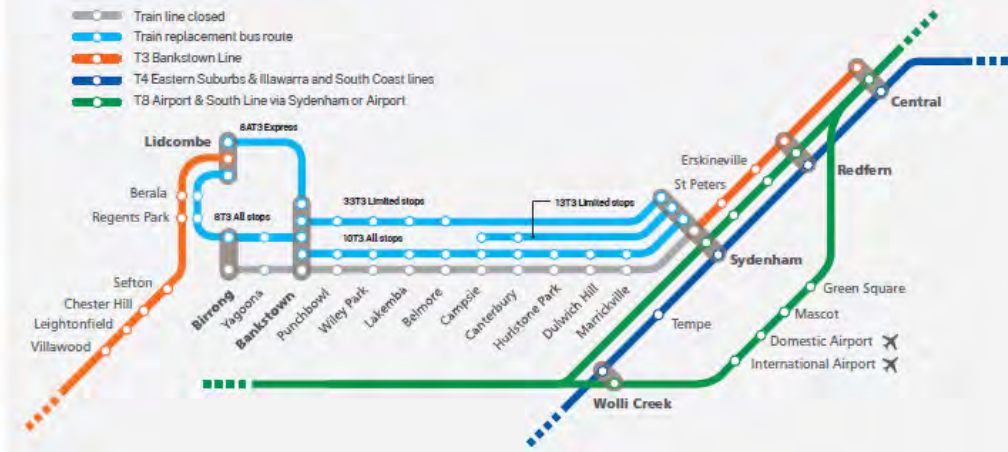 Train line closed
Train replacement bus route
T3 Bankstown Line
T4 Eastern Suburbs & Illawarra and South Coast lines
T8 Airport & South Line via Sydenham or Airport
Central
8AT3 Express
Lidcombe
Erskineville
Redfern
St Peters
Berala
Regents Park
33T3 Limited stops
13T3 Limited stops
8T3 All stops
10T3 All stops
Sydenham
Birrong
Yagoona
Bankstown
Punchbowl
Wiley Park
Lakemba
Belmore
Campsie
Canterbury
Hurlstone Park
Dulwich Hill
Marrickville
Sefton
Chester Hill
Leightonfield
Villawood
Green Square
Mascot
Tempe
Domestic Airport
International Airport
Wolli Creek